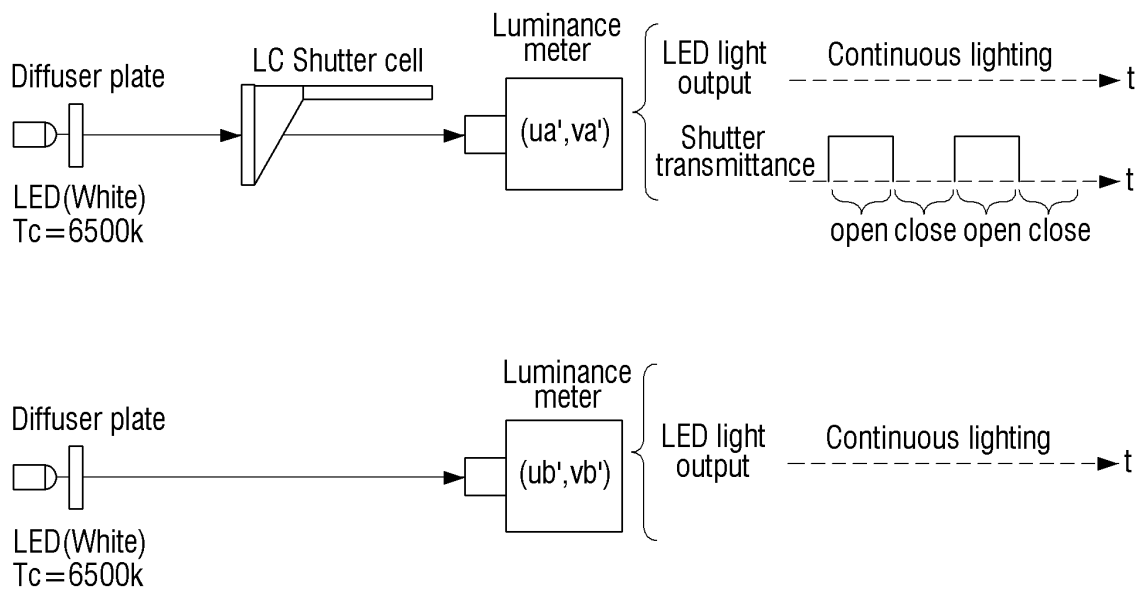 Diffuser plate
LC Shutter cell
Luminance
meter
(ua',va')
LED(White)
Tc=6500k
LED light
output
Continuous lighting
t
Shutter
transmittance
t
open close open close
Diffuser plate
Luminance
meter
(ub',vb')
LED(White)
Tc=6500k
LED light
output
Continuous lighting
t